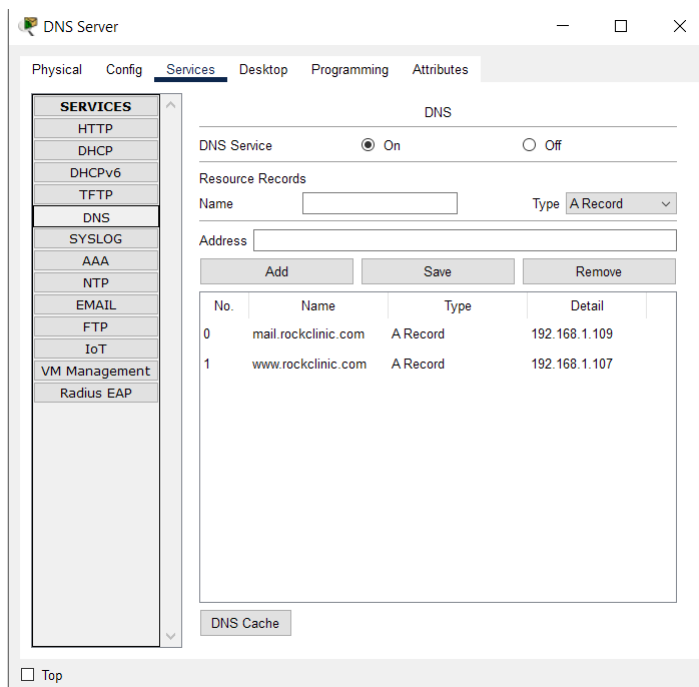 DNS Server
Physical Config Services Desktop Programming Attributes
SERVICES
HTTP
DHCP
DHCPv6
TFTP
DNS
SYSLOG
AAA
NTP
EMAIL
FTP
IoT
VM Management
Radius EAP
DNS
DNS Service On Off
Resource Records
Name Type A Record
Address
Add Save Remove
No. Name Type Detail
0 mail.rockclinic.com A Record 192.168.1.109
1 www.rockclinic.com A Record 192.168.1.107
DNS Cache
Top